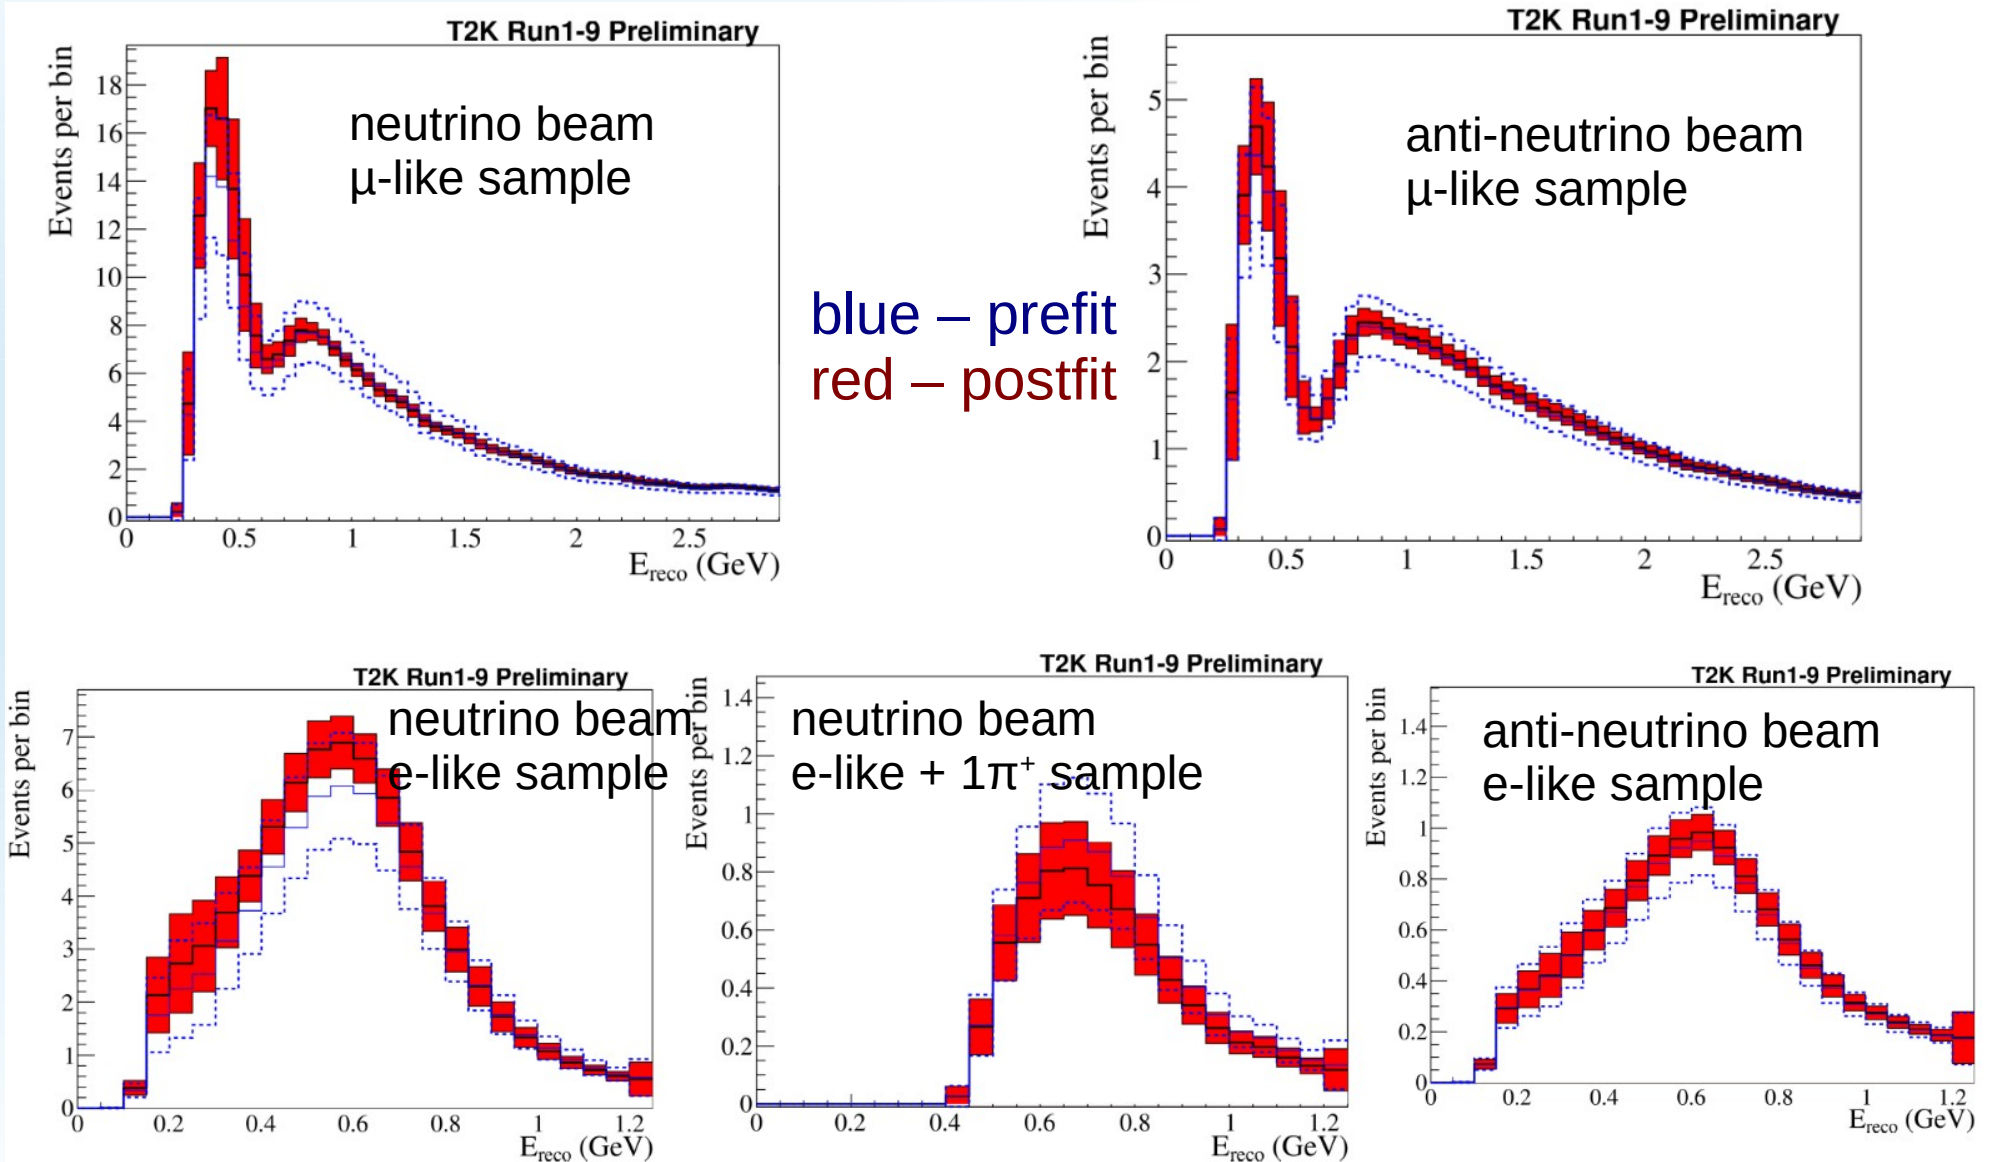 T2K Run1-9 Preliminary
Events per bin
neutrino beam
µ-like sample
18
16
14
12
10
8
6
4
2
0
0 0.5 1 1.5 2 2.5
E_reco (GeV)
T2K Run1-9 Preliminary
Events per bin
anti-neutrino beam
µ-like sample
5
4
3
2
1
0
0 0.5 1 1.5 2 2.5
E_reco (GeV)
blue – prefit
red – postfit
T2K Run1-9 Preliminary
Events per bin
neutrino beam
e-like sample
7
6
5
4
3
2
1
0
0 0.2 0.4 0.6 0.8 1 1.2
E_reco (GeV)
T2K Run1-9 Preliminary
Events per bin
neutrino beam
e-like + 1π⁺ sample
1.4
1.2
1
0.8
0.6
0.4
0.2
0
0 0.2 0.4 0.6 0.8 1 1.2
E_reco (GeV)
T2K Run1-9 Preliminary
Events per bin
anti-neutrino beam
e-like sample
1.4
1.2
1
0.8
0.6
0.4
0.2
0
0 0.2 0.4 0.6 0.8 1 1.2
E_reco (GeV)